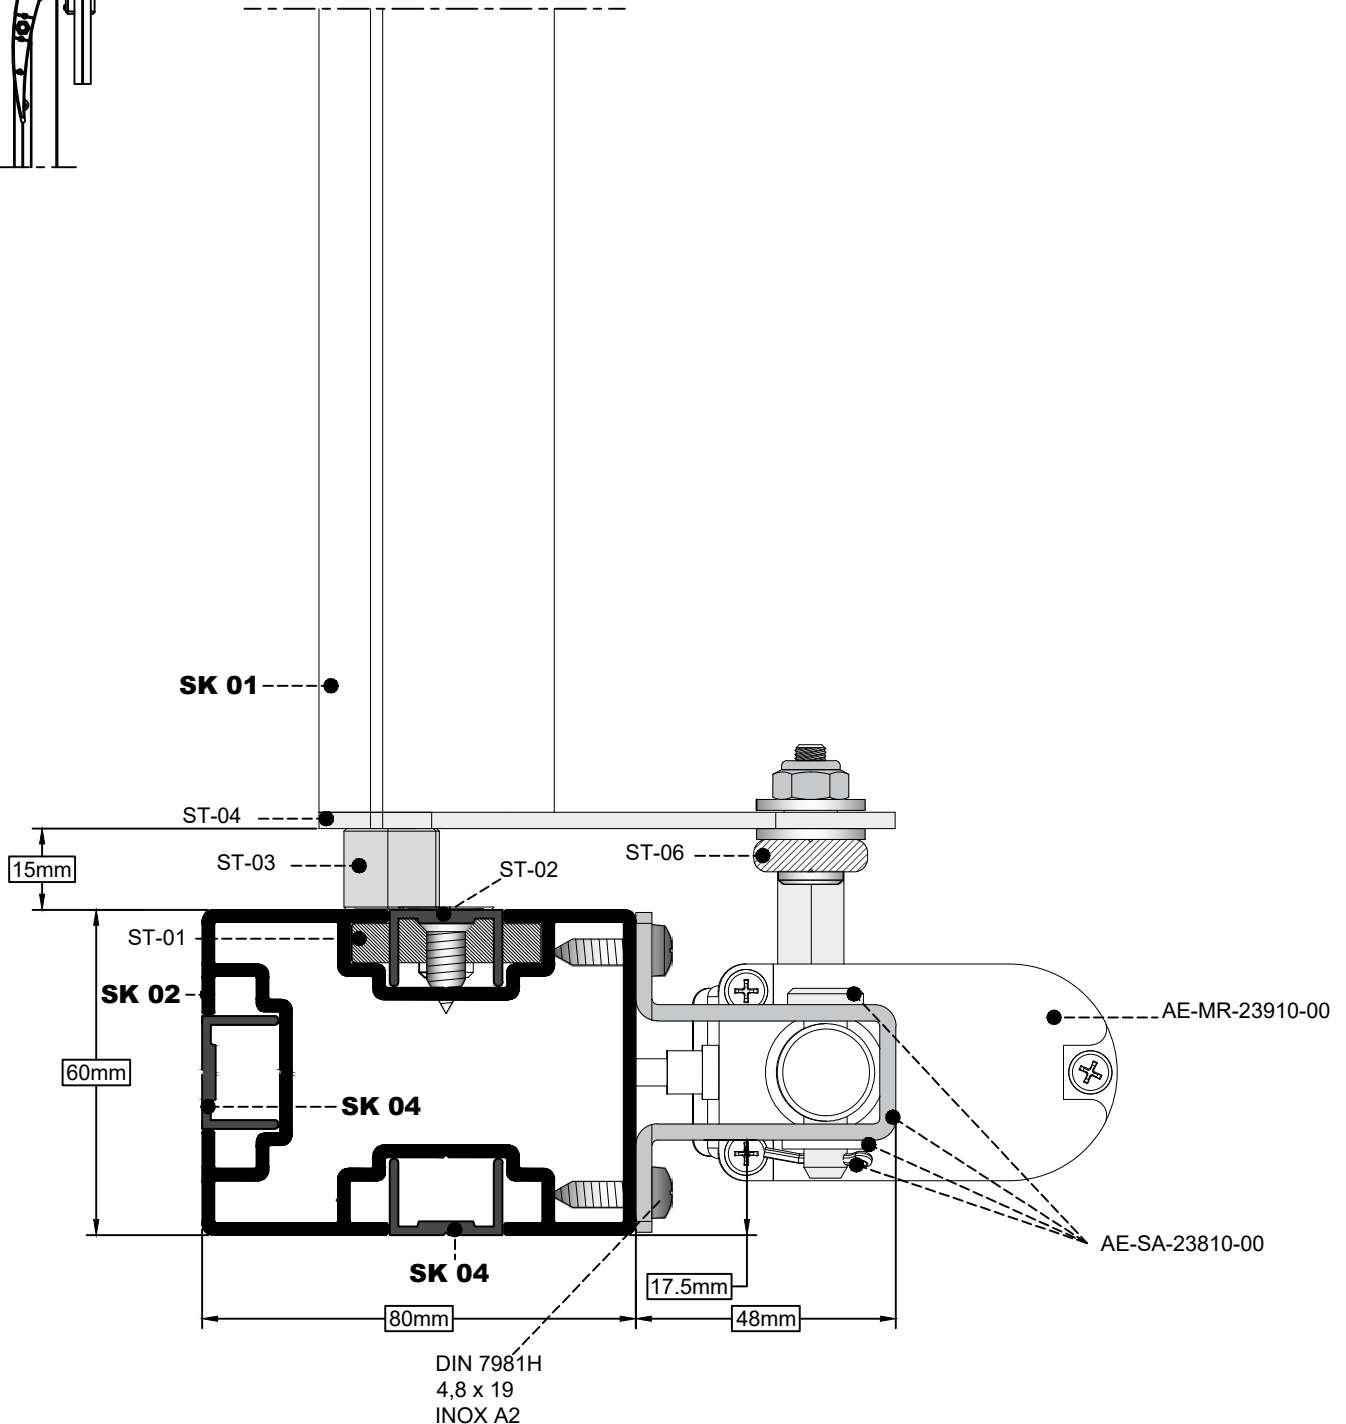 SK 01
ST-04
15mm
ST-03
ST-02
ST-06
ST-01
SK 02
AE-MR-23910-00
60mm
SK 04
AE-SA-23810-00
SK 04
17.5mm
80mm
48mm
DIN 7981H
4,8 x 19
INOX A2